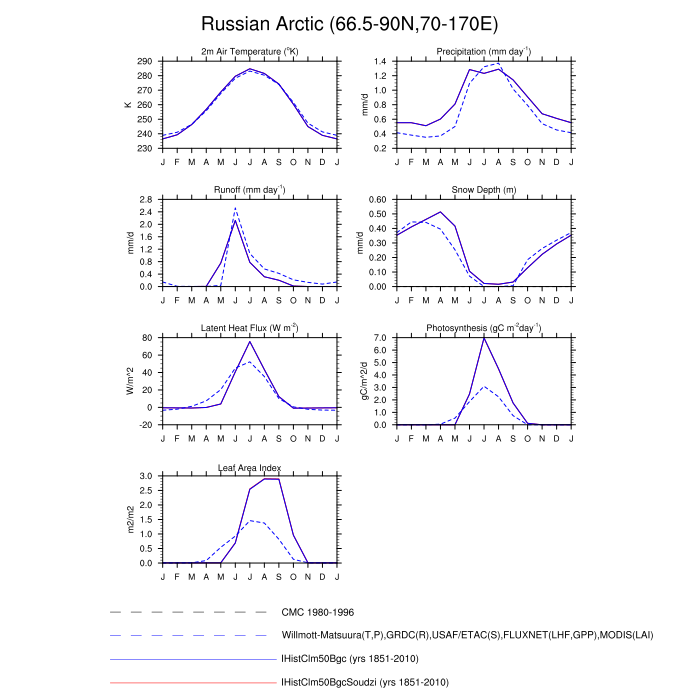 Russian Arctic (66.5-90N,70-170E)
2m Air Temperature (°K)
290
280
270
260
250
240
230
K
J F M A M J J A S O N D J
Precipitation (mm day-1)
1.4
1.2
1.0
0.8
0.6
0.4
0.2
mm/d
J F M A M J J A S O N D J
Runoff (mm day-1)
2.8
2.4
2.0
1.6
1.2
0.8
0.4
0.0
mm/d
J F M A M J J A S O N D J
Snow Depth (m)
0.60
0.50
0.40
0.30
0.20
0.10
0.00
mm/d
J F M A M J J A S O N D J
Latent Heat Flux (W m-2)
80
60
40
20
0
-20
W/m^2
J F M A M J J A S O N D J
Photosynthesis (gC m-2day-1)
7.0
6.0
5.0
4.0
3.0
2.0
1.0
0.0
gC/m^2/d
J F M A M J J A S O N D J
Leaf Area Index
3.0
2.5
2.0
1.5
1.0
0.5
0.0
m2/m2
J F M A M J J A S O N D J
CMC 1980-1996
Willmott-Matsuura(T,P),GRDC(R),USAF/ETAC(S),FLUXNET(LHF,GPP),MODIS(LAI)
IHistClm50Bgc (yrs 1851-2010)
IHistClm50BgcSoudzi (yrs 1851-2010)